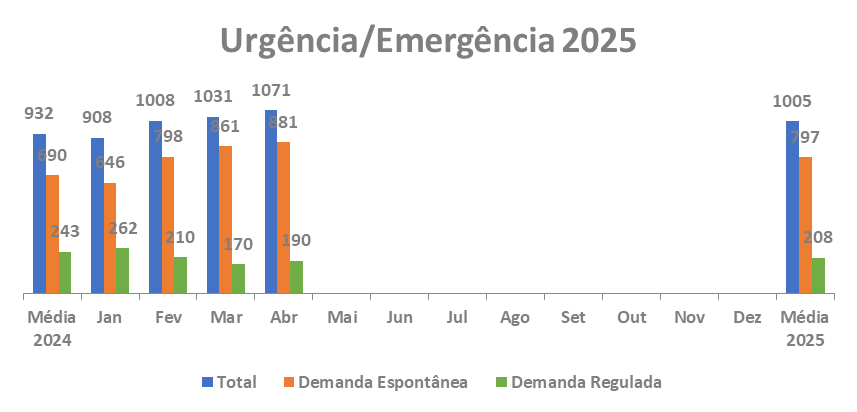 Urgência/Emergência 2025
932 908 1008 1031 1071 1005
690 646 798 861 881 797
243 262 210 170 190 208
Média Jan Fev Mar Abr Mai Jun Jul Ago Set Out Nov Dez Média
2024 2025
Total Demanda Espontânea Demanda Regulada